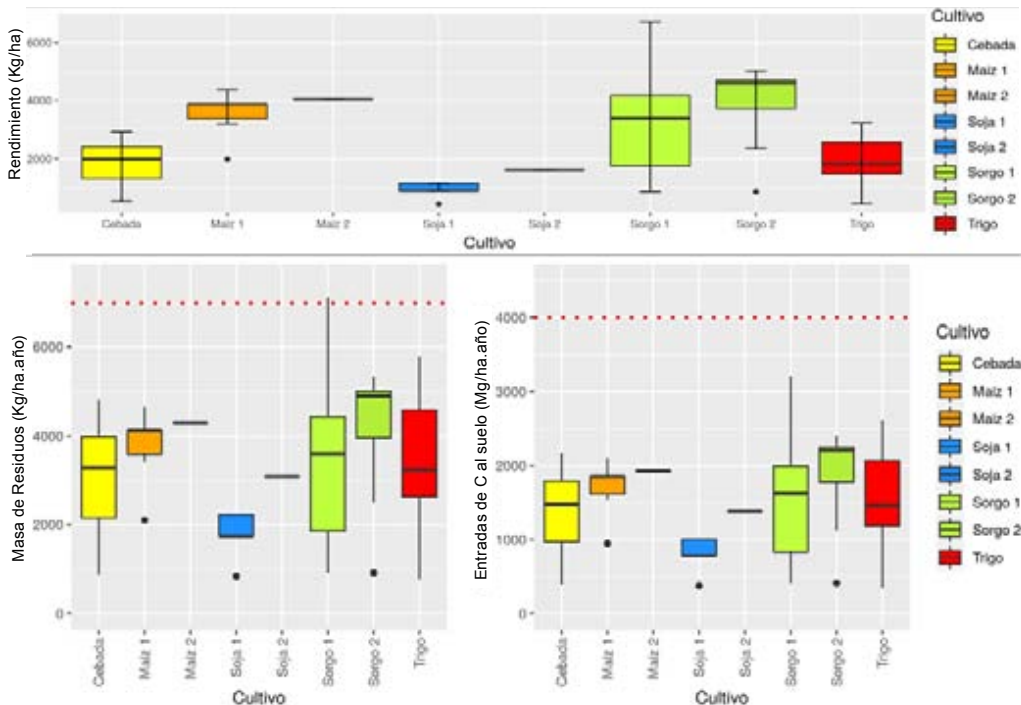 Rendimiento (Kg/ha)
6000
4000
2000
Cebada
Maiz 1
Maiz 2
Soja 1
Soja 2
Sorgo 1
Sorgo 2
Trigo
Cultivo
Cultivo
Cebada
Maiz 1
Maiz 2
Soja 1
Soja 2
Sorgo 1
Sorgo 2
Trigo
Masa de Residuos (Kg/ha.año)
6000
4000
2000
0
Cebada
Maiz 1
Maiz 2
Soja 1
Soja 2
Sorgo 1
Sorgo 2
Trigo
Cultivo
Entradas de C al suelo (Mg/ha.año)
4000
3000
2000
1000
0
Cebada
Maiz 1
Maiz 2
Soja 1
Soja 2
Sorgo 1
Sorgo 2
Trigo
Cultivo
Cultivo
Cebada
Maiz 1
Maiz 2
Soja 1
Soja 2
Sorgo 1
Sorgo 2
Trigo